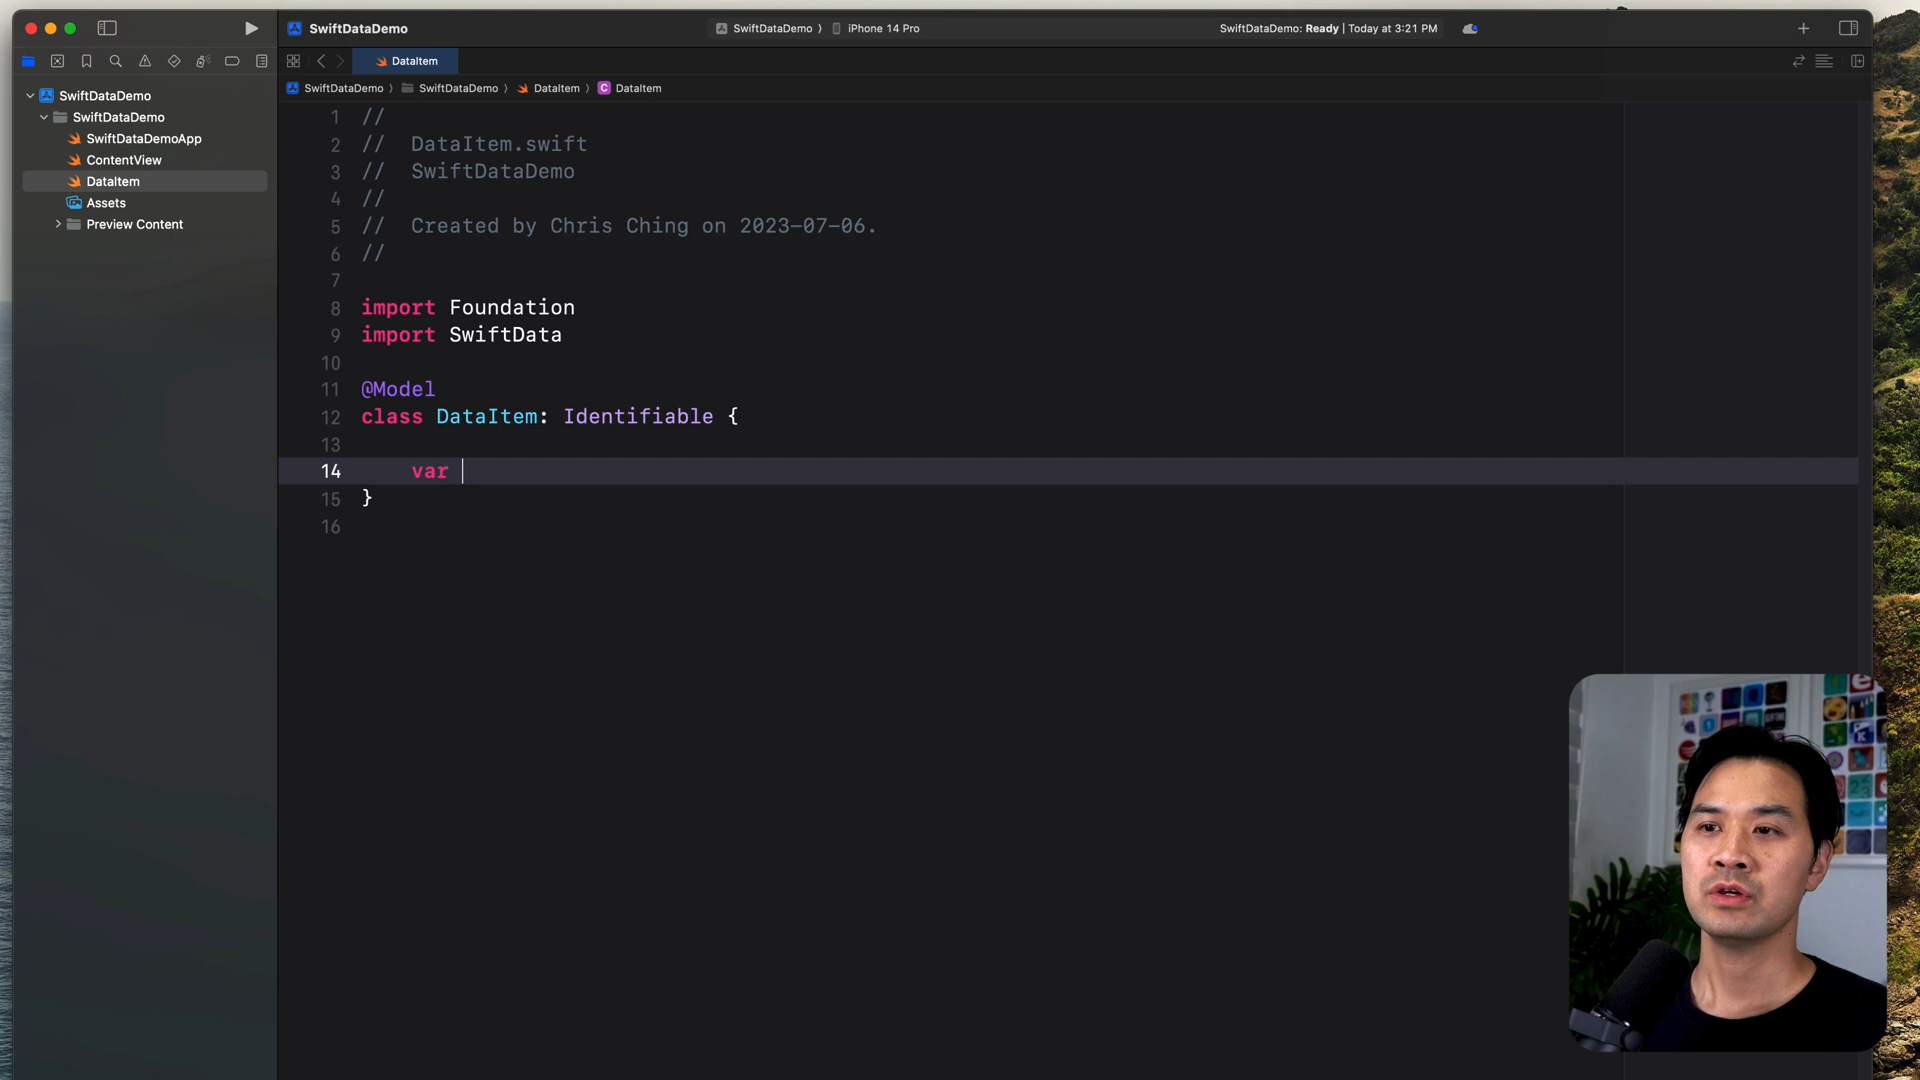 SwiftDataDemo
SwiftDataDemo 〉 iPhone 14 Pro
SwiftDataDemo: Ready | Today at 3:21 PM
DataItem
SwiftDataDemo 〉 SwiftDataDemo 〉 DataItem 〉 C DataItem
SwiftDataDemo
SwiftDataDemo
SwiftDataDemoApp
ContentView
DataItem
Assets
Preview Content
1 //
2 //  DataItem.swift
3 //  SwiftDataDemo
4 //
5 //  Created by Chris Ching on 2023-07-06.
6 //
7
8 import Foundation
9 import SwiftData
10
11 @Model
12 class DataItem: Identifiable {
13
14     var
15 }
16